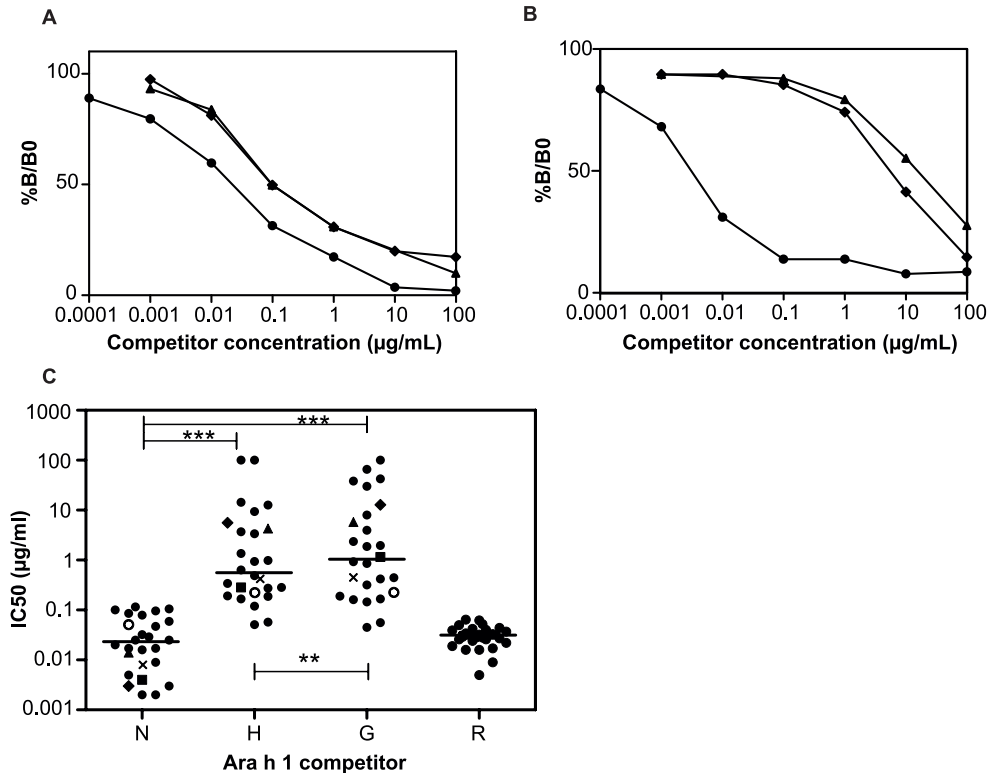 A
100
50
0
%B/B0
0.0001 0.001 0.01 0.1 1 10 100
Competitor concentration (µg/mL)
B
100
50
0
%B/B0
0.0001 0.001 0.01 0.1 1 10 100
Competitor concentration (µg/mL)
C
1000
100
10
1
0.1
0.01
0.001
IC50 (µg/ml)
***
***
**
N H G R
Ara h 1 competitor